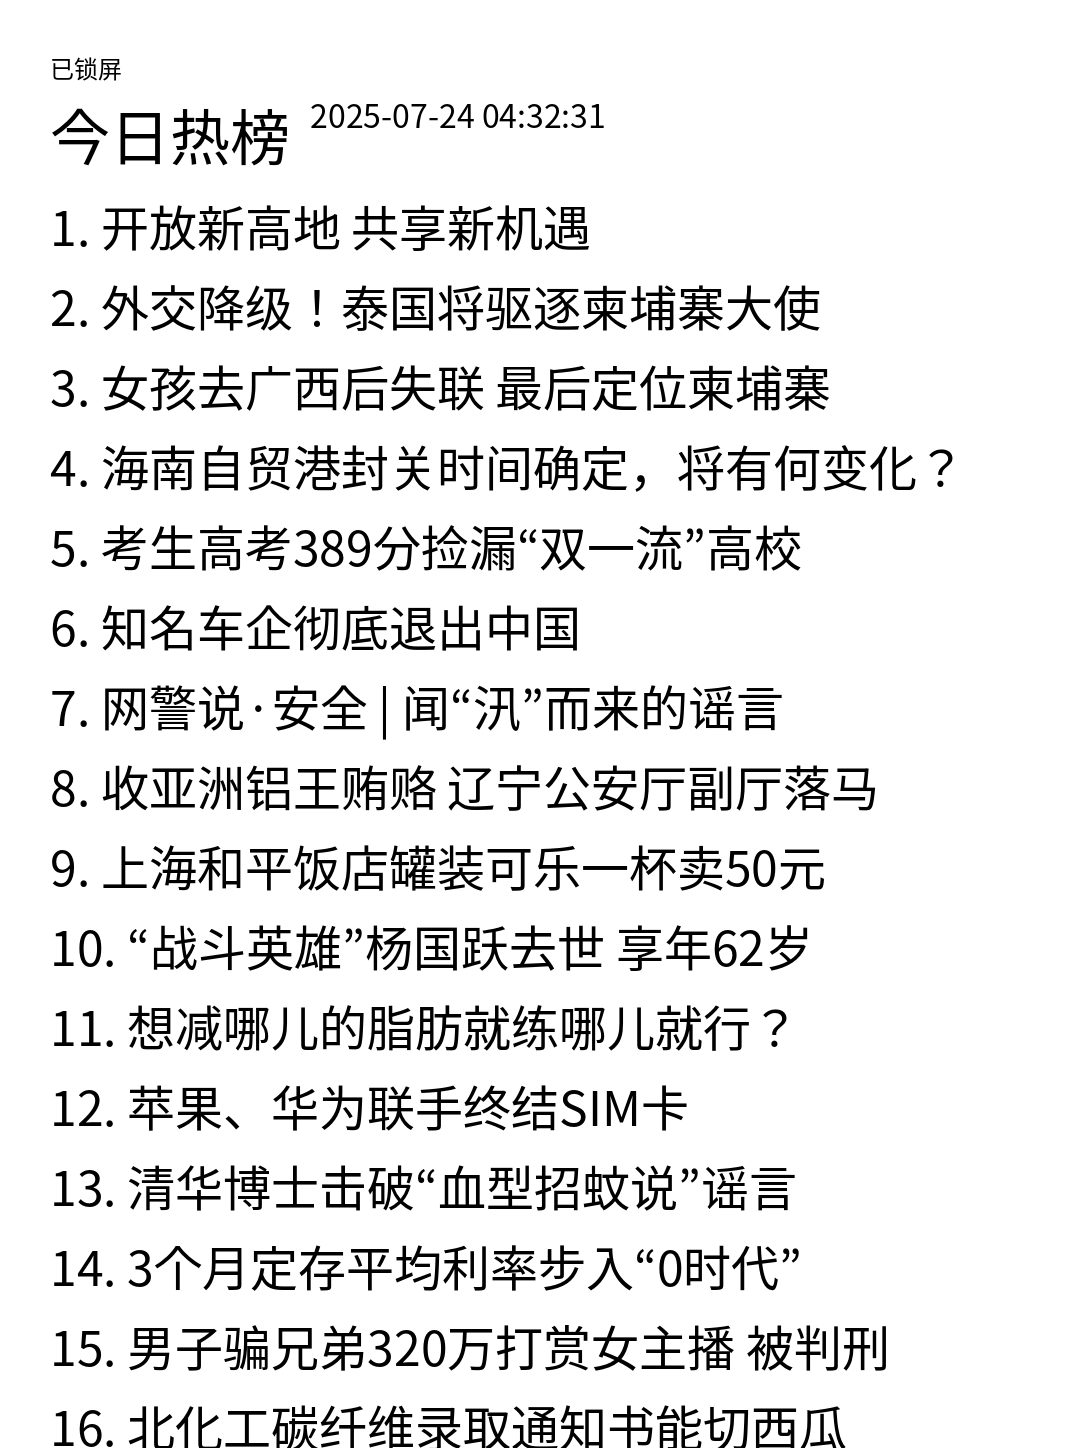 已锁屏
今日热榜 2025-07-24 04:32:31
1. 开放新高地 共享新机遇
2. 外交降级！泰国将驱逐柬埔寨大使
3. 女孩去广西后失联 最后定位柬埔寨
4. 海南自贸港封关时间确定，将有何变化？
5. 考生高考389分捡漏“双一流”高校
6. 知名车企彻底退出中国
7. 网警说·安全 | 闻“汛”而来的谣言
8. 收亚洲铝王贿赂 辽宁公安厅副厅落马
9. 上海和平饭店罐装可乐一杯卖50元
10. “战斗英雄”杨国跃去世 享年62岁
11. 想减哪儿的脂肪就练哪儿就行？
12. 苹果、华为联手终结SIM卡
13. 清华博士击破“血型招蚊说”谣言
14. 3个月定存平均利率步入“0时代”
15. 男子骗兄弟320万打赏女主播 被判刑
16. 北化工碳纤维录取通知书能切西瓜